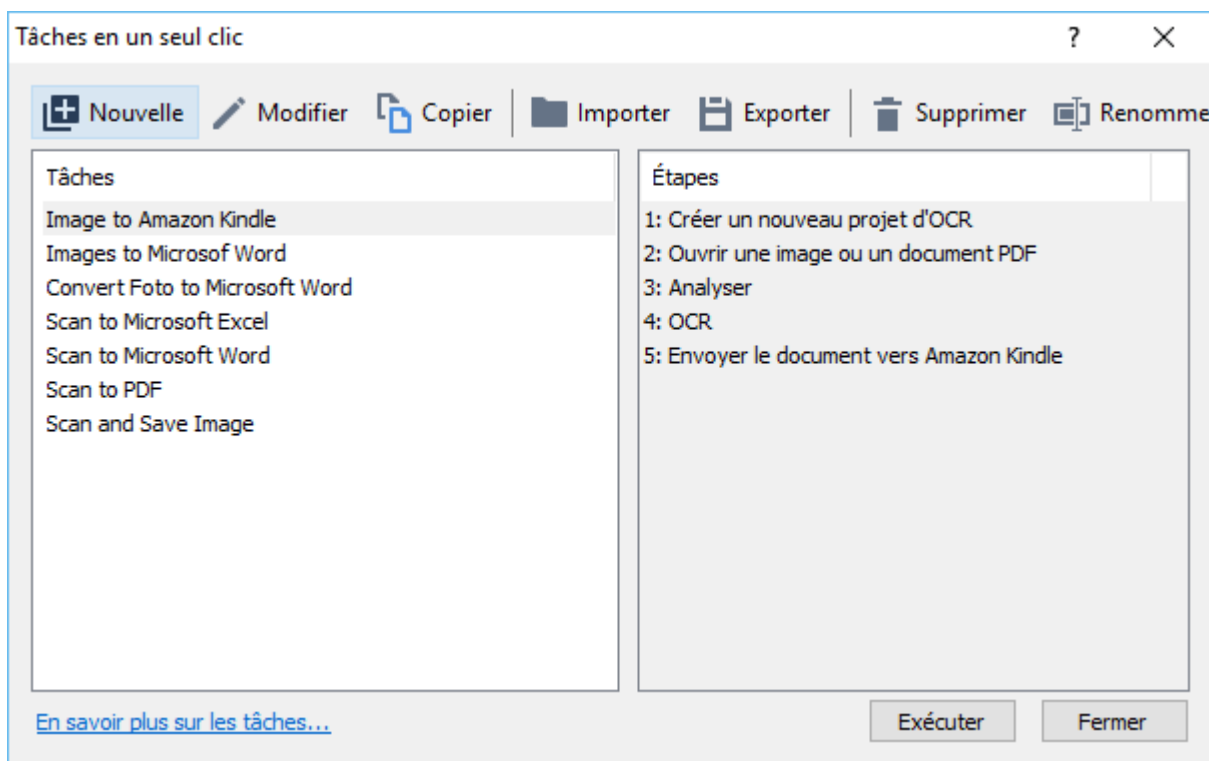 Tâches en un seul clic
?
Nouvelle Modifier Copier Importer Exporter Supprimer Renomme
Tâches
Image to Amazon Kindle
Images to Microsof Word
Convert Foto to Microsoft Word
Scan to Microsoft Excel
Scan to Microsoft Word
Scan to PDF
Scan and Save Image
Étapes
1: Créer un nouveau projet d'OCR
2: Ouvrir une image ou un document PDF
3: Analyser
4: OCR
5: Envoyer le document vers Amazon Kindle
En savoir plus sur les tâches...
Exécuter Fermer